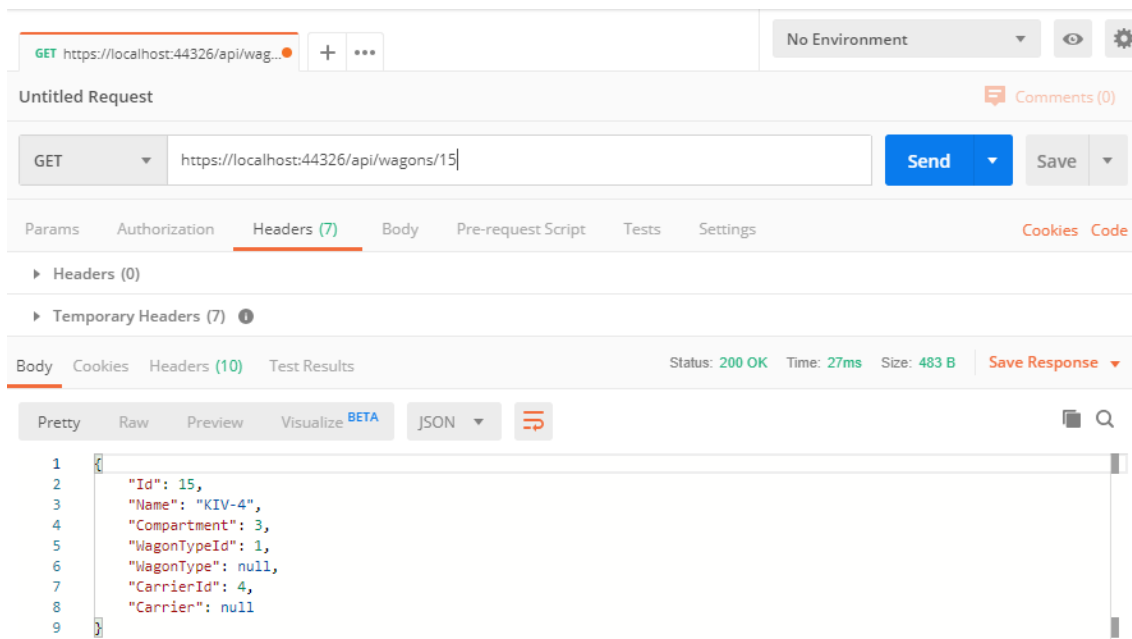 GET https://localhost:44326/api/wag... + ••• No Environment
Untitled Request Comments (0)
GET https://localhost:44326/api/wagons/15 Send Save
Params Authorization Headers (7) Body Pre-request Script Tests Settings Cookies Code
Headers (0)
Temporary Headers (7)
Body Cookies Headers (10) Test Results Status: 200 OK Time: 27ms Size: 483 B Save Response
Pretty Raw Preview Visualize BETA JSON
1 {
2 "Id": 15,
3 "Name": "KIV-4",
4 "Compartment": 3,
5 "WagonTypeId": 1,
6 "WagonType": null,
7 "CarrierId": 4,
8 "Carrier": null
9 }